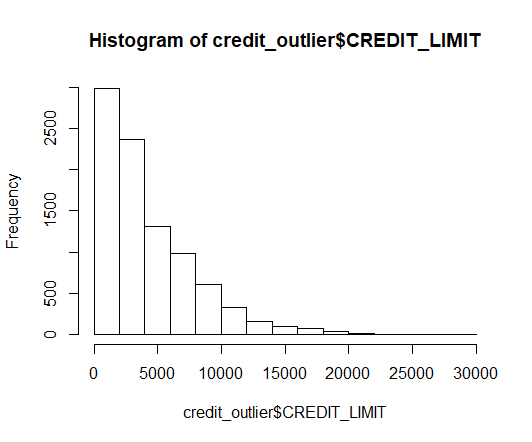 Histogram of credit_outlier$CREDIT_LIMIT
Frequency
2500
1500
500
0
0 5000 10000 15000 20000 25000 30000
credit_outlier$CREDIT_LIMIT